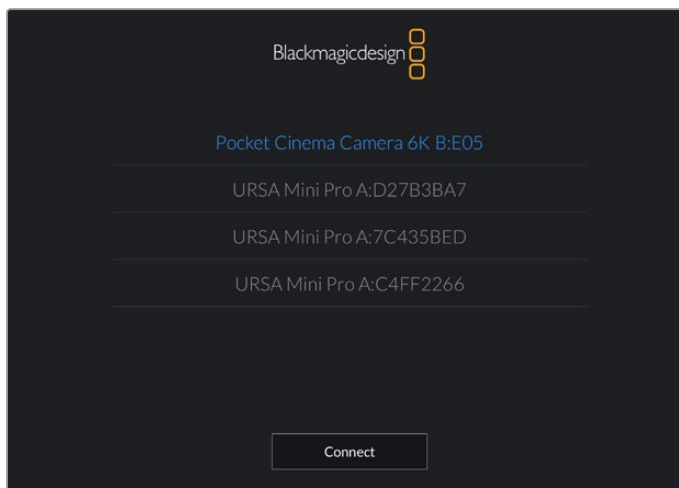 Blackmagicdesign
Pocket Cinema Camera 6K B:E05
URSA Mini Pro A:D27B3BA7
URSA Mini Pro A:7C435BED
URSA Mini Pro A:C4FF2266
Connect